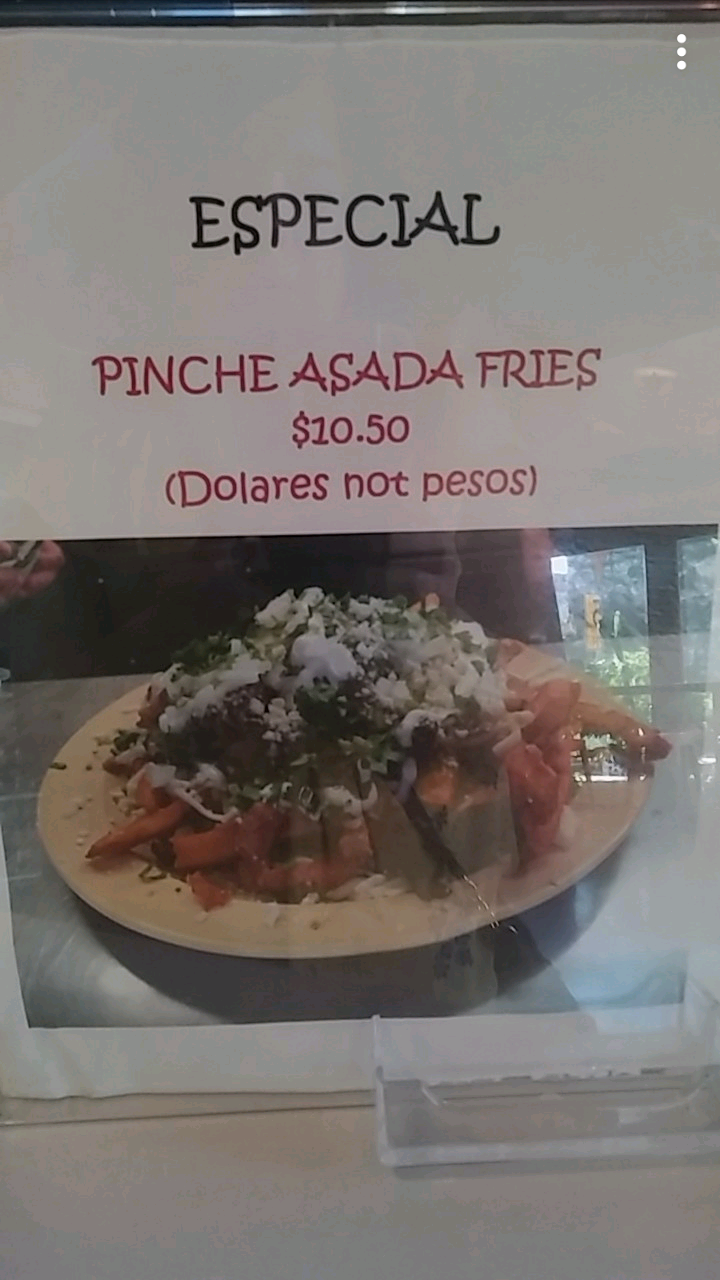 ESPECIAL
PINCHE ASADA FRIES
$10.50
(Dolares not pesos)